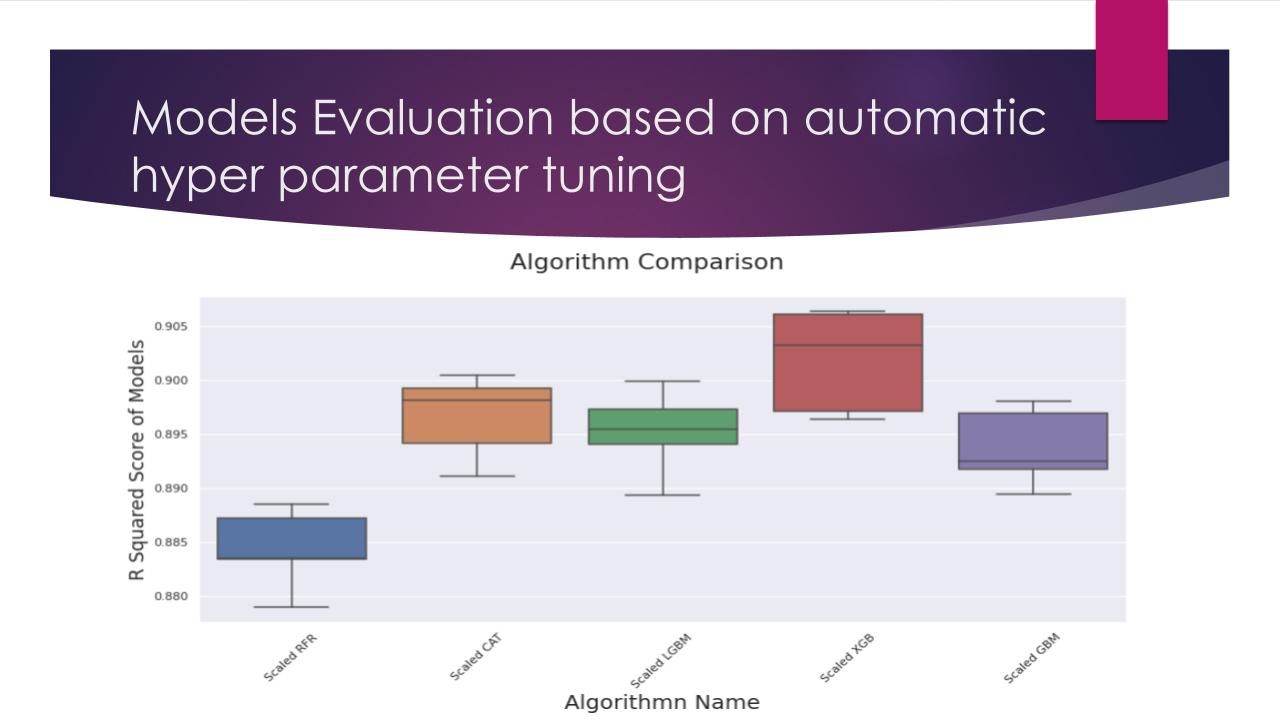 Models Evaluation based on automatic
hyper parameter tuning
Algorithm Comparison
R Squared Score of Models
0.905
0.900
0.895
0.890
0.885
0.880
Scaled RFR
Scaled CAT
Scaled LGBM
Scaled XGB
Scaled GBM
Algorithmn Name